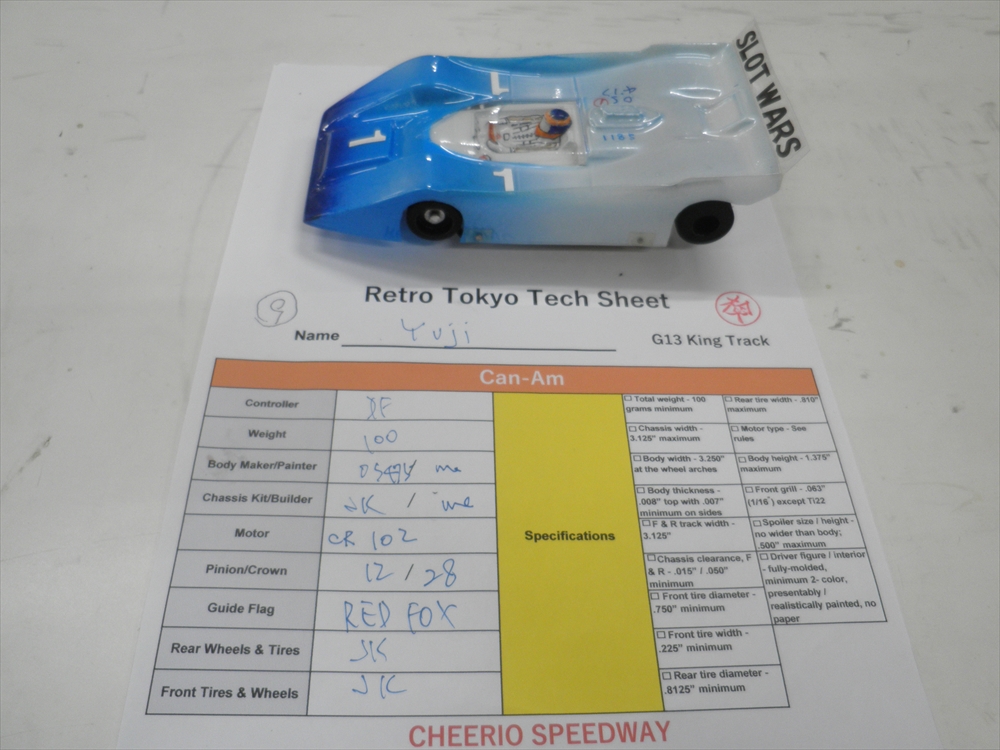 SLOT WARS
1
1
1
Retro Tokyo Tech Sheet
9
Name Yuji
G13 King Track
Can-Am
Controller
Weight 100
Body Maker/Painter me
Chassis Kit/Builder JK / me
Motor CR 102
Pinion/Crown 12 / 28
Guide Flag RED FOX
Rear Wheels & Tires JK
Front Tires & Wheels JK
Specifications
☐ Total weight - 100
grams minimum
☐ Chassis width -
3.125" maximum
☐ Body width - 3.250"
at the wheel arches
☐ Body thickness -
.008" top with .007"
minimum on sides
☐ F & R track width -
3.125"
☐ Chassis clearance, F
& R - .015" / .050"
minimum
☐ Front tire diameter -
.750" minimum
☐ Front tire width -
.225" minimum
☐ Rear tire diameter -
.8125" minimum
☐ Rear tire width - .810"
maximum
☐ Motor type - See
rules
☐ Body height - 1.375"
maximum
☐ Front grill - .063"
(1/16") except Ti22
☐ Spoiler size / height -
no wider than body;
.500" maximum
☐ Driver figure / interior
- fully-molded,
minimum 2- color,
presentably /
realistically painted, no
paper
CHEERIO SPEEDWAY